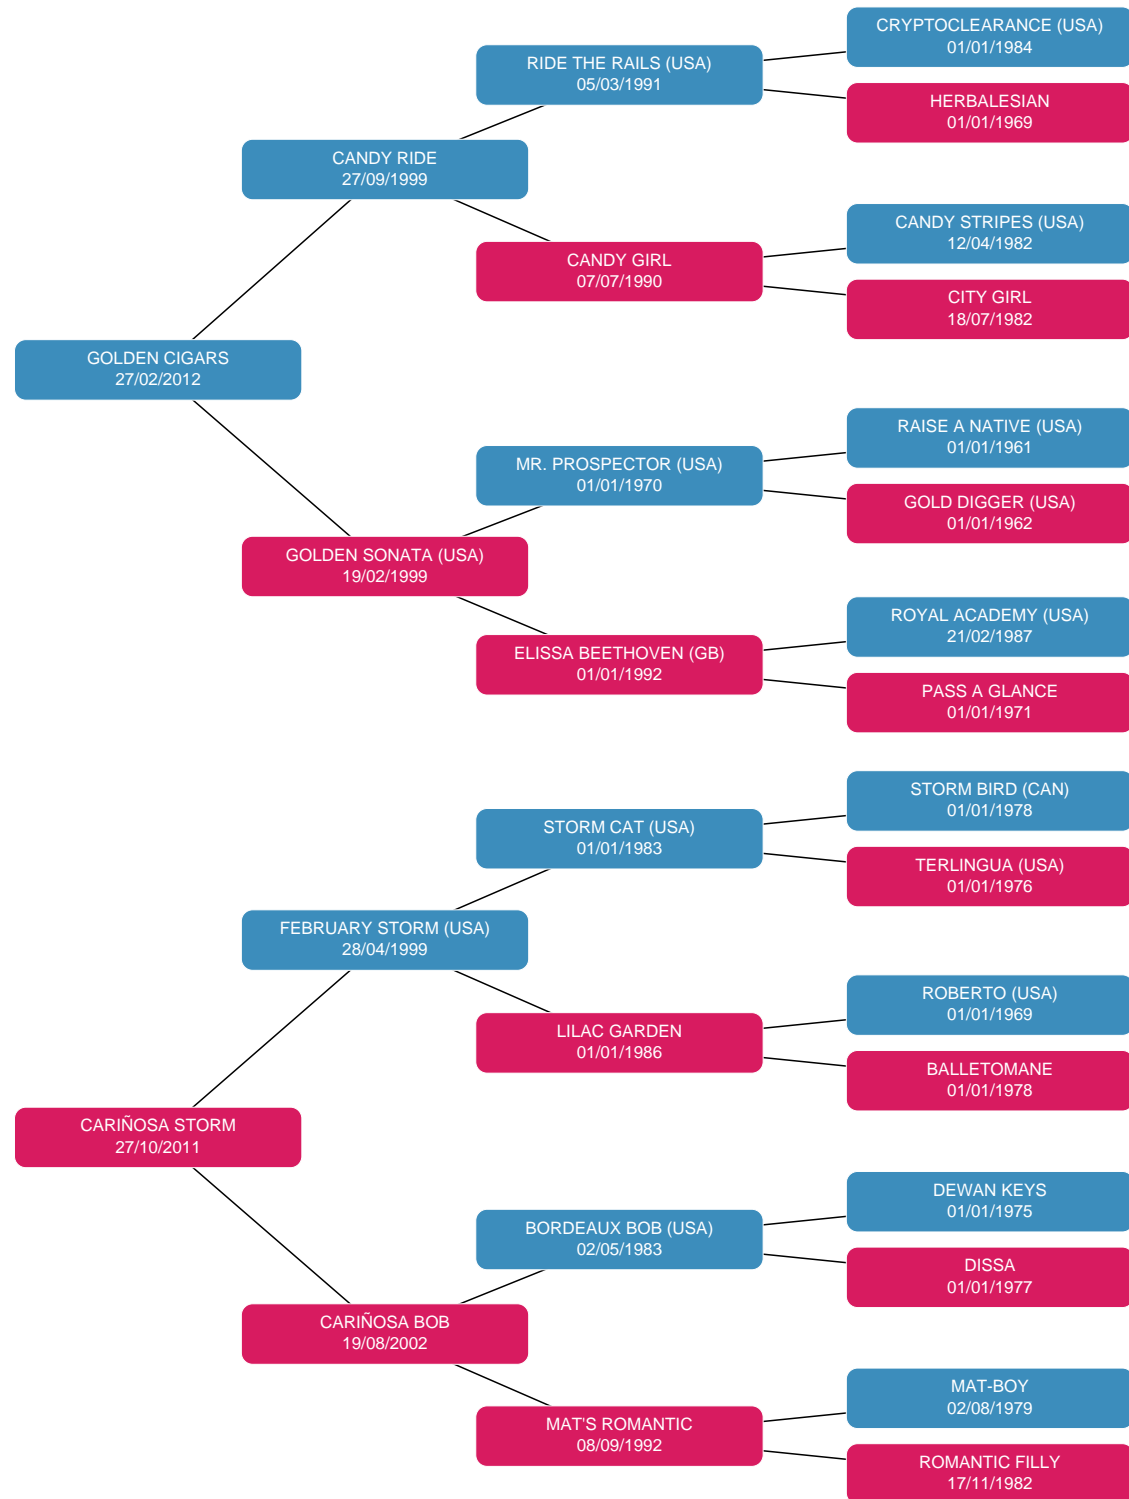 CRYPTOCLEARANCE (USA)
01/01/1984
RIDE THE RAILS (USA)
05/03/1991
HERBALESIAN
01/01/1969
CANDY RIDE
27/09/1999
CANDY STRIPES (USA)
12/04/1982
CANDY GIRL
07/07/1990
CITY GIRL
18/07/1982
GOLDEN CIGARS
27/02/2012
RAISE A NATIVE (USA)
01/01/1961
MR. PROSPECTOR (USA)
01/01/1970
GOLD DIGGER (USA)
01/01/1962
GOLDEN SONATA (USA)
19/02/1999
ROYAL ACADEMY (USA)
21/02/1987
ELISSA BEETHOVEN (GB)
01/01/1992
PASS A GLANCE
01/01/1971
STORM BIRD (CAN)
01/01/1978
STORM CAT (USA)
01/01/1983
TERLINGUA (USA)
01/01/1976
FEBRUARY STORM (USA)
28/04/1999
ROBERTO (USA)
01/01/1969
LILAC GARDEN
01/01/1986
BALLETOMANE
01/01/1978
CARIÑOSA STORM
27/10/2011
DEWAN KEYS
01/01/1975
BORDEAUX BOB (USA)
02/05/1983
DISSA
01/01/1977
CARIÑOSA BOB
19/08/2002
MAT-BOY
02/08/1979
MAT'S ROMANTIC
08/09/1992
ROMANTIC FILLY
17/11/1982